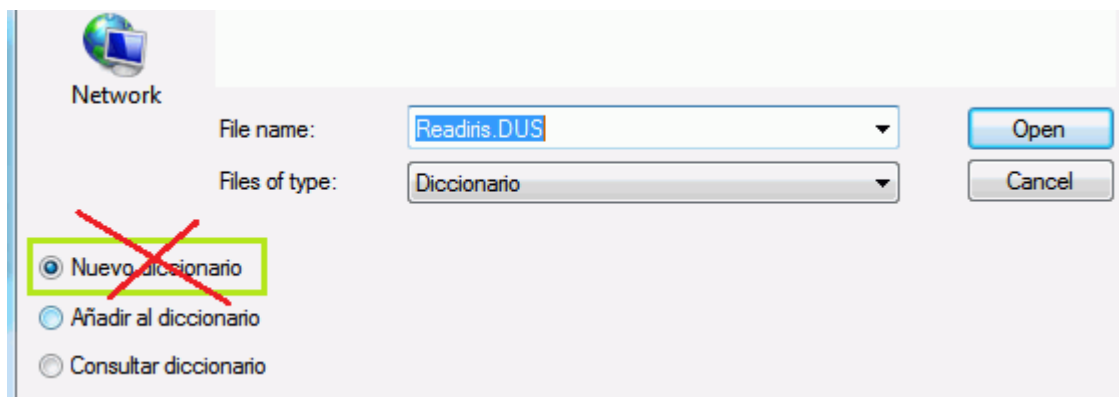 Network
File name: Readiris.DUS Open
Files of type: Diccionario Cancel
Nuevo diccionario
Añadir al diccionario
Consultar diccionario